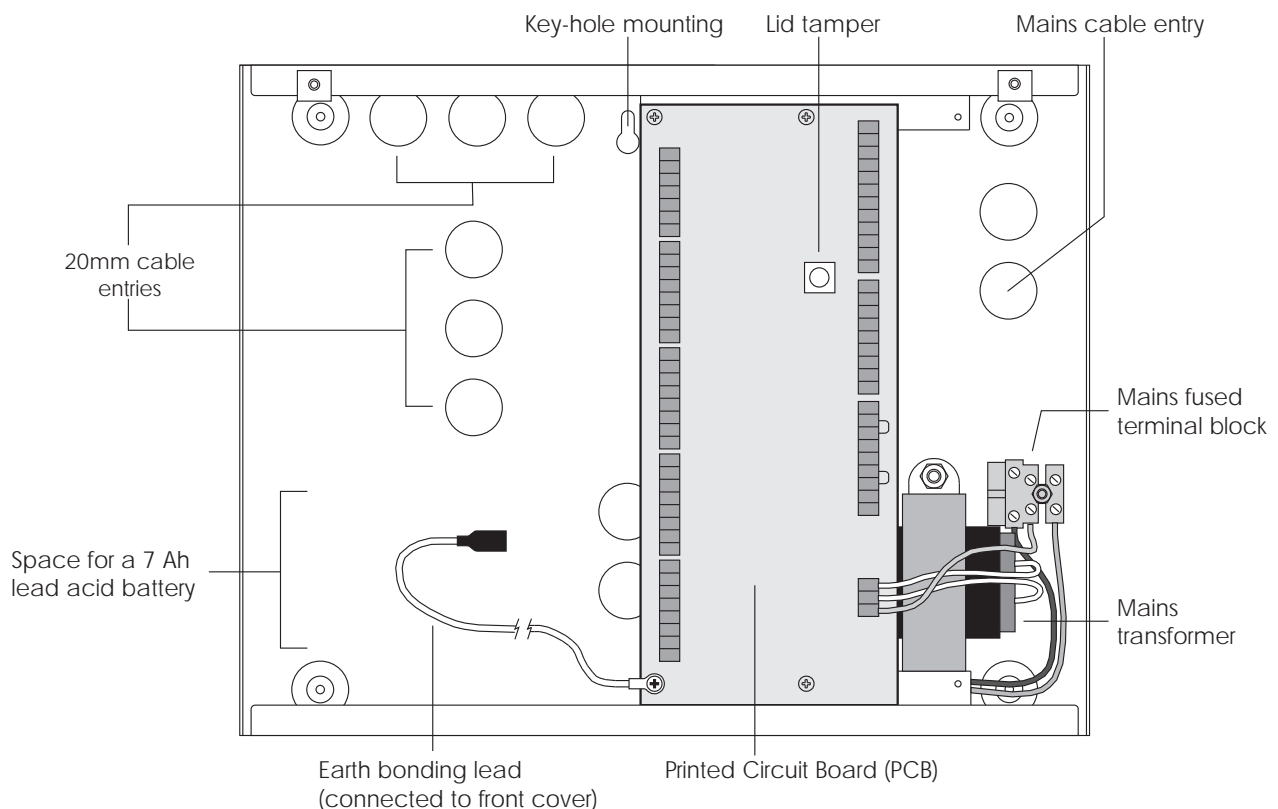 Key-hole mounting
Lid tamper
Mains cable entry
20mm cable
entries
Mains fused
terminal block
Space for a 7 Ah
lead acid battery
Mains
transformer
Earth bonding lead
(connected to front cover)
Printed Circuit Board (PCB)